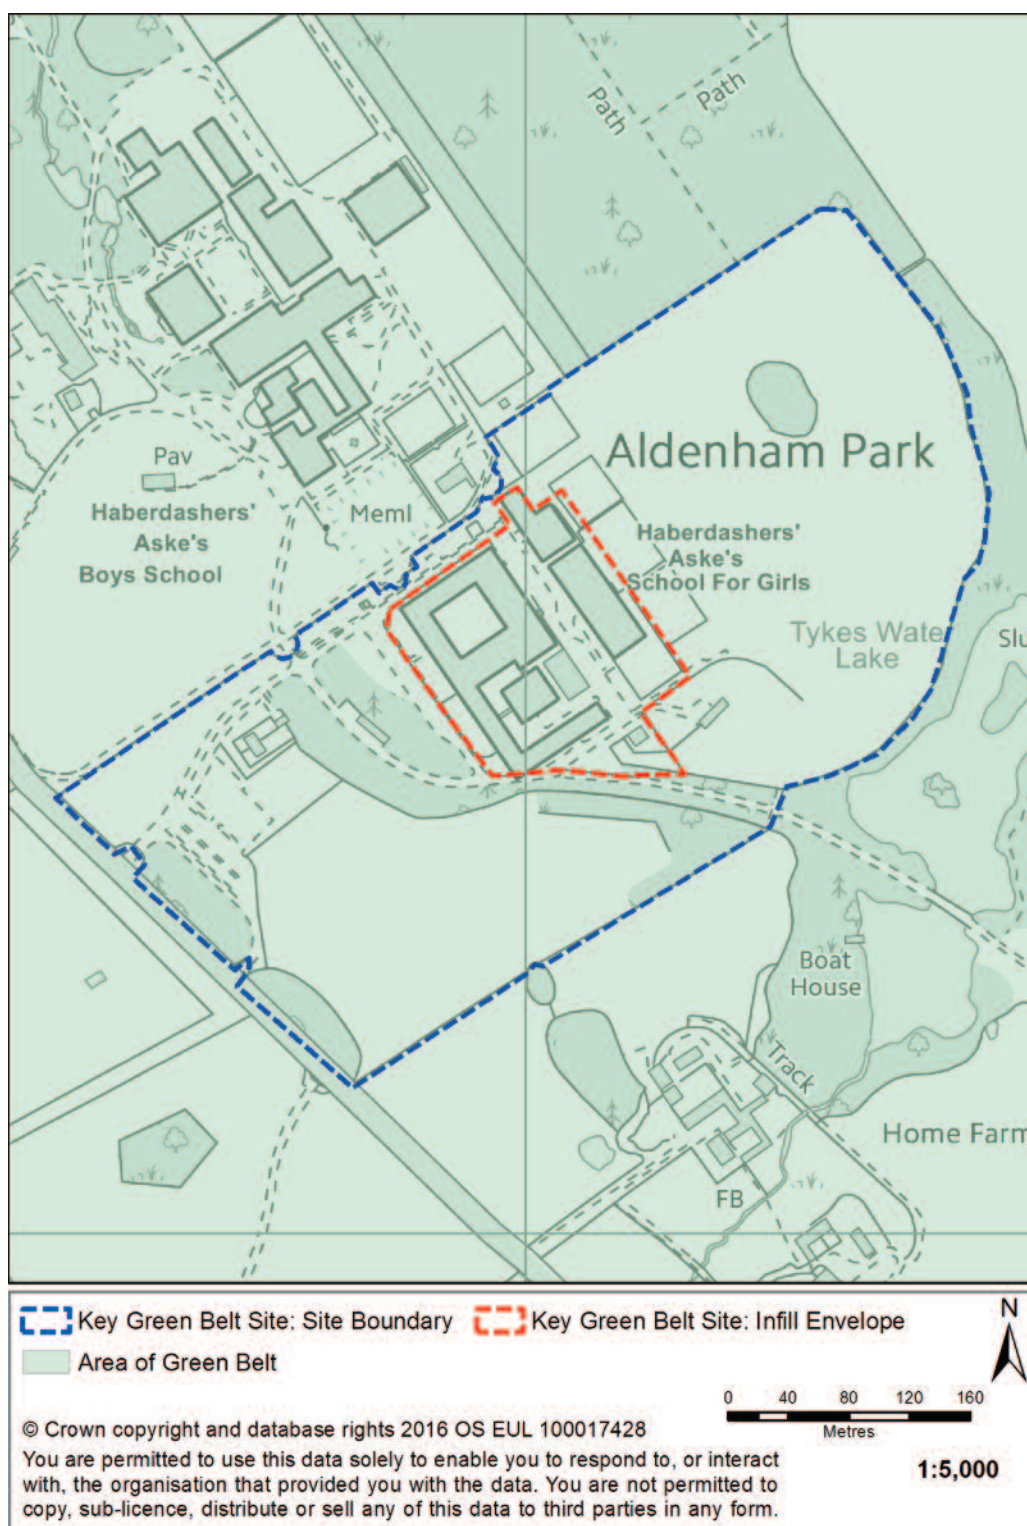 Path
Path
Aldenham Park
Pav
Haberdashers'
Aske's
Boys School
Meml
Haberdashers'
Aske's
School For Girls
Tykes Water
Lake
Slu
Boat
House
Track
Home Farm
FB
Key Green Belt Site: Site Boundary
Key Green Belt Site: Infill Envelope
N
Area of Green Belt
0 40 80 120 160
Metres
© Crown copyright and database rights 2016 OS EUL 100017428
You are permitted to use this data solely to enable you to respond to, or interact
with, the organisation that provided you with the data. You are not permitted to
copy, sub-licence, distribute or sell any of this data to third parties in any form.
1:5,000